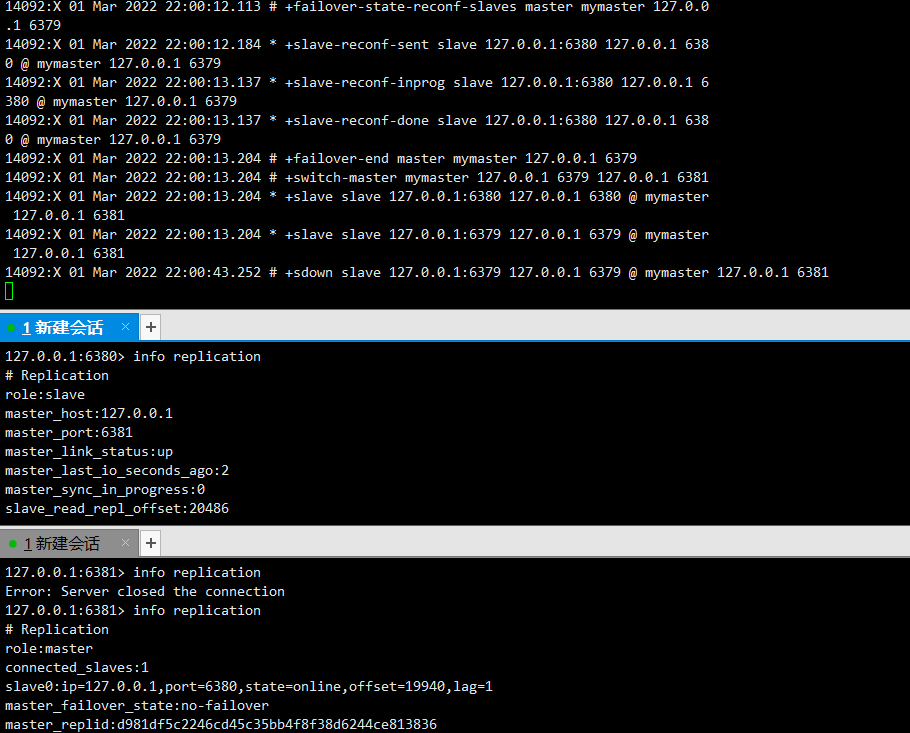 14092:X 01 Mar 2022 22:00:12.113 # +failover-state-reconf-slaves master mymaster 127.0.0
.1 6379
14092:X 01 Mar 2022 22:00:12.184 * +slave-reconf-sent slave 127.0.0.1:6380 127.0.0.1 638
0 @ mymaster 127.0.0.1 6379
14092:X 01 Mar 2022 22:00:13.137 * +slave-reconf-inprog slave 127.0.0.1:6380 127.0.0.1 6
380 @ mymaster 127.0.0.1 6379
14092:X 01 Mar 2022 22:00:13.137 * +slave-reconf-done slave 127.0.0.1:6380 127.0.0.1 638
0 @ mymaster 127.0.0.1 6379
14092:X 01 Mar 2022 22:00:13.204 # +failover-end master mymaster 127.0.0.1 6379
14092:X 01 Mar 2022 22:00:13.204 # +switch-master mymaster 127.0.0.1 6379 127.0.0.1 6381
14092:X 01 Mar 2022 22:00:13.204 * +slave slave 127.0.0.1:6380 127.0.0.1 6380 @ mymaster
127.0.0.1 6381
14092:X 01 Mar 2022 22:00:13.204 * +slave slave 127.0.0.1:6379 127.0.0.1 6379 @ mymaster
127.0.0.1 6381
14092:X 01 Mar 2022 22:00:43.252 # +sdown slave 127.0.0.1:6379 127.0.0.1 6379 @ mymaster 127.0.0.1 6381
1 新建会话 × +
127.0.0.1:6380> info replication
# Replication
role:slave
master_host:127.0.0.1
master_port:6381
master_link_status:up
master_last_io_seconds_ago:2
master_sync_in_progress:0
slave_read_repl_offset:20486
1 新建会话 × +
127.0.0.1:6381> info replication
Error: Server closed the connection
127.0.0.1:6381> info replication
# Replication
role:master
connected_slaves:1
slave0:ip=127.0.0.1,port=6380,state=online,offset=19940,lag=1
master_failover_state:no-failover
master_replid:d981df5c2246cd45c35bb4f8f38d6244ce813836